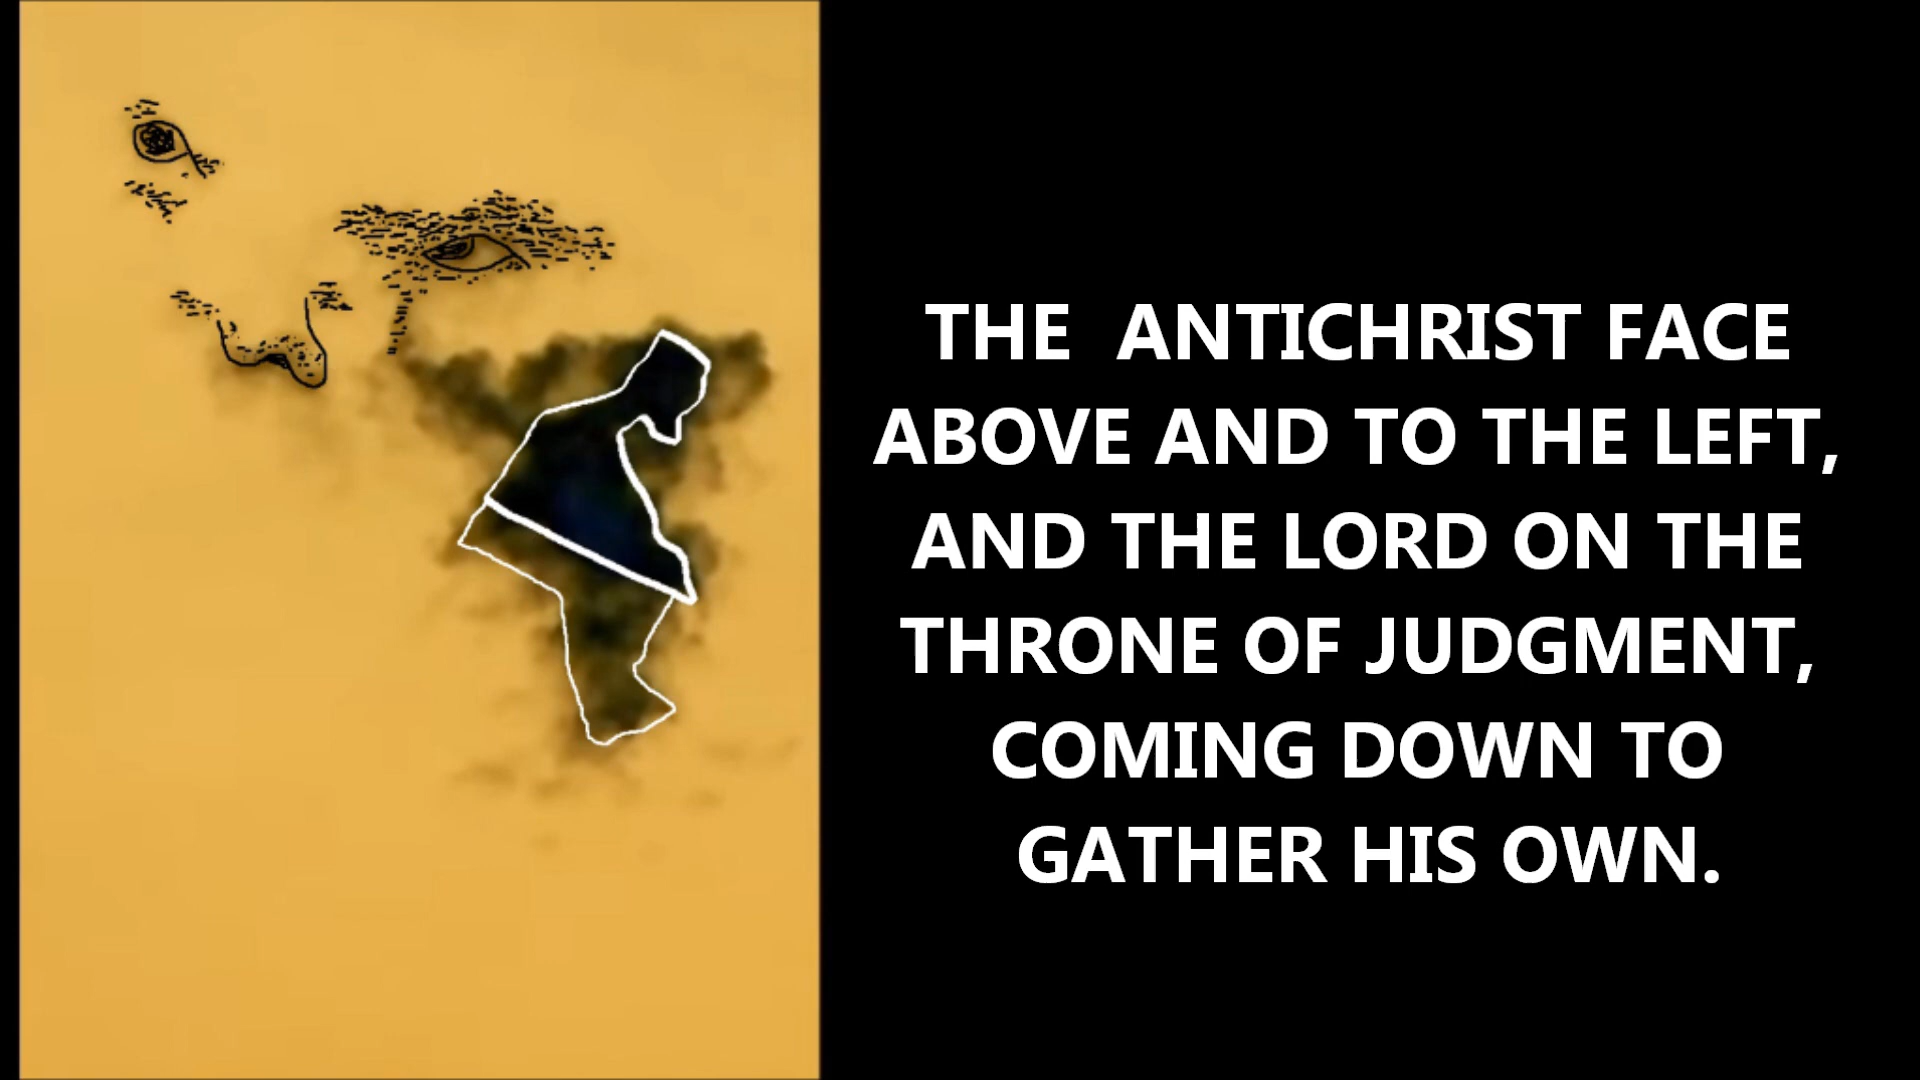 THE  ANTICHRIST FACE
ABOVE AND TO THE LEFT,
AND THE LORD ON THE
THRONE OF JUDGMENT,
COMING DOWN TO
GATHER HIS OWN.